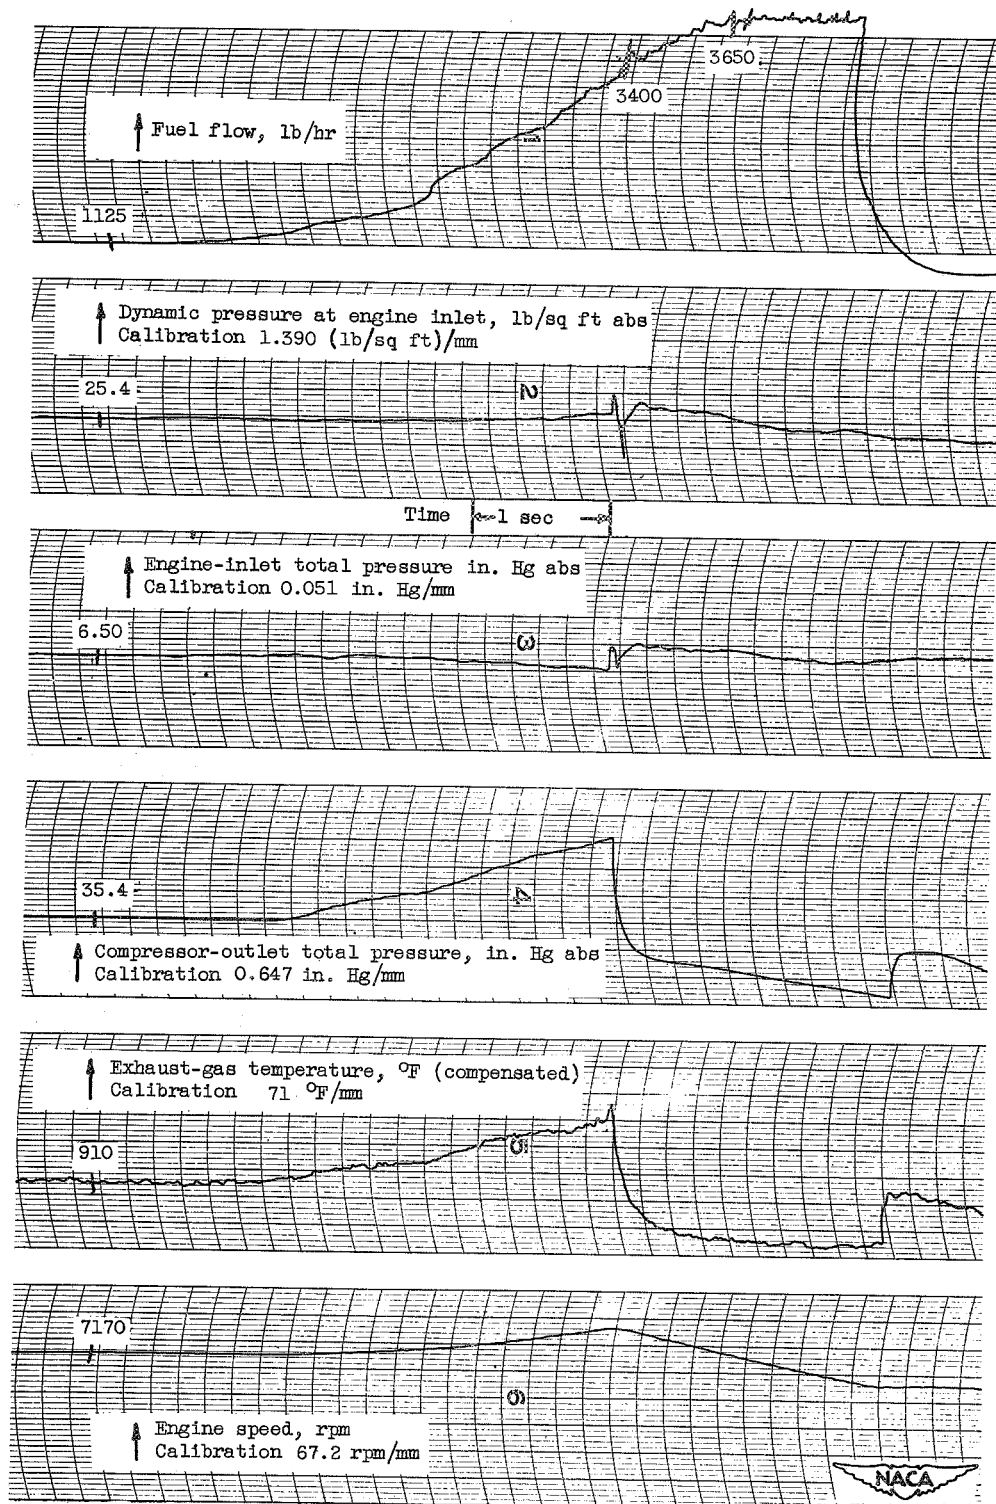 3650
3400
Fuel flow, lb/hr
1
1125
Dynamic pressure at engine inlet, lb/sq ft abs
Calibration 1.390 (lb/sq ft)/mm
25.4
2
Time 1 sec
Engine-inlet total pressure in. Hg abs
Calibration 0.051 in. Hg/mm
6.50
3
35.4
4
Compressor-outlet total pressure, in. Hg abs
Calibration 0.647 in. Hg/mm
Exhaust-gas temperature, °F (compensated)
Calibration 71 °F/mm
910
5
7170
6
Engine speed, rpm
Calibration 67.2 rpm/mm
NACA